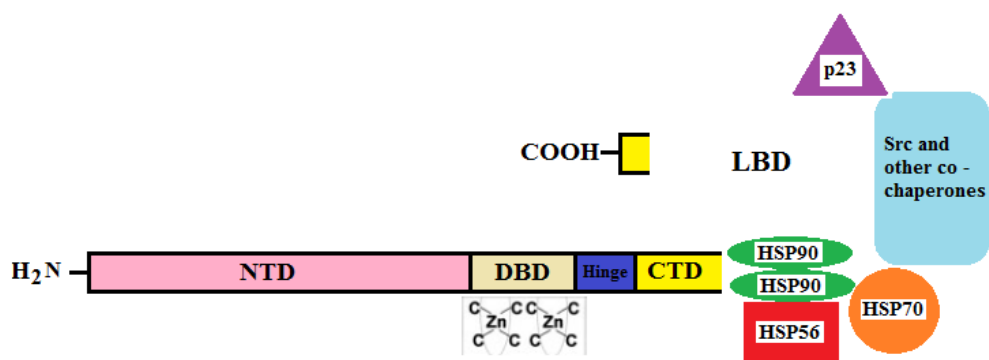 p23
Src and
other co -
chaperones
COOH
LBD
H2N
NTD
DBD
Hinge
CTD
HSP90
HSP90
HSP70
HSP56
C C C C
Zn Zn
C C C C